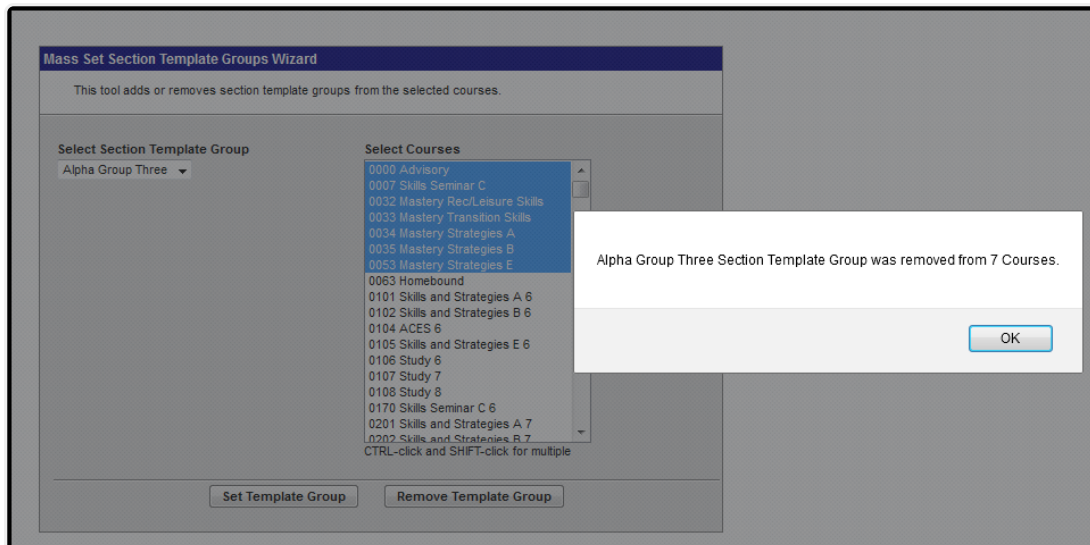 Mass Set Section Template Groups Wizard
This tool adds or removes section template groups from the selected courses.
Select Section Template Group
Alpha Group Three
Select Courses
0000 Advisory
0007 Skills Seminar C
0032 Mastery Rec/Leisure Skills
0033 Mastery Transition Skills
0034 Mastery Strategies A
0035 Mastery Strategies B
0053 Mastery Strategies E
0063 Homebound
0101 Skills and Strategies A 6
0102 Skills and Strategies B 6
0104 ACES 6
0105 Skills and Strategies E 6
0106 Study 6
0107 Study 7
0108 Study 8
0170 Skills Seminar C 6
0201 Skills and Strategies A 7
0202 Skills and Strategies B 7
CTRL-click and SHIFT-click for multiple
Set Template Group
Remove Template Group
Alpha Group Three Section Template Group was removed from 7 Courses.
OK